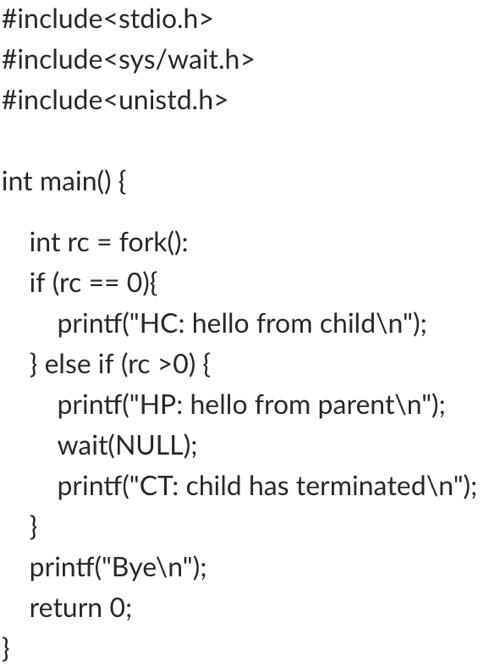 #include<stdio.h>
#include<sys/wait.h>
#include<unistd.h>
int main() {
int rc = fork():
if (rc == 0){
printf("HC: hello from child\n");
} else if (rc >0) {
printf("HP: hello from parent\n");
wait(NULL);
printf("CT: child has terminated\n");
}
printf("Bye\n");
return 0;
}